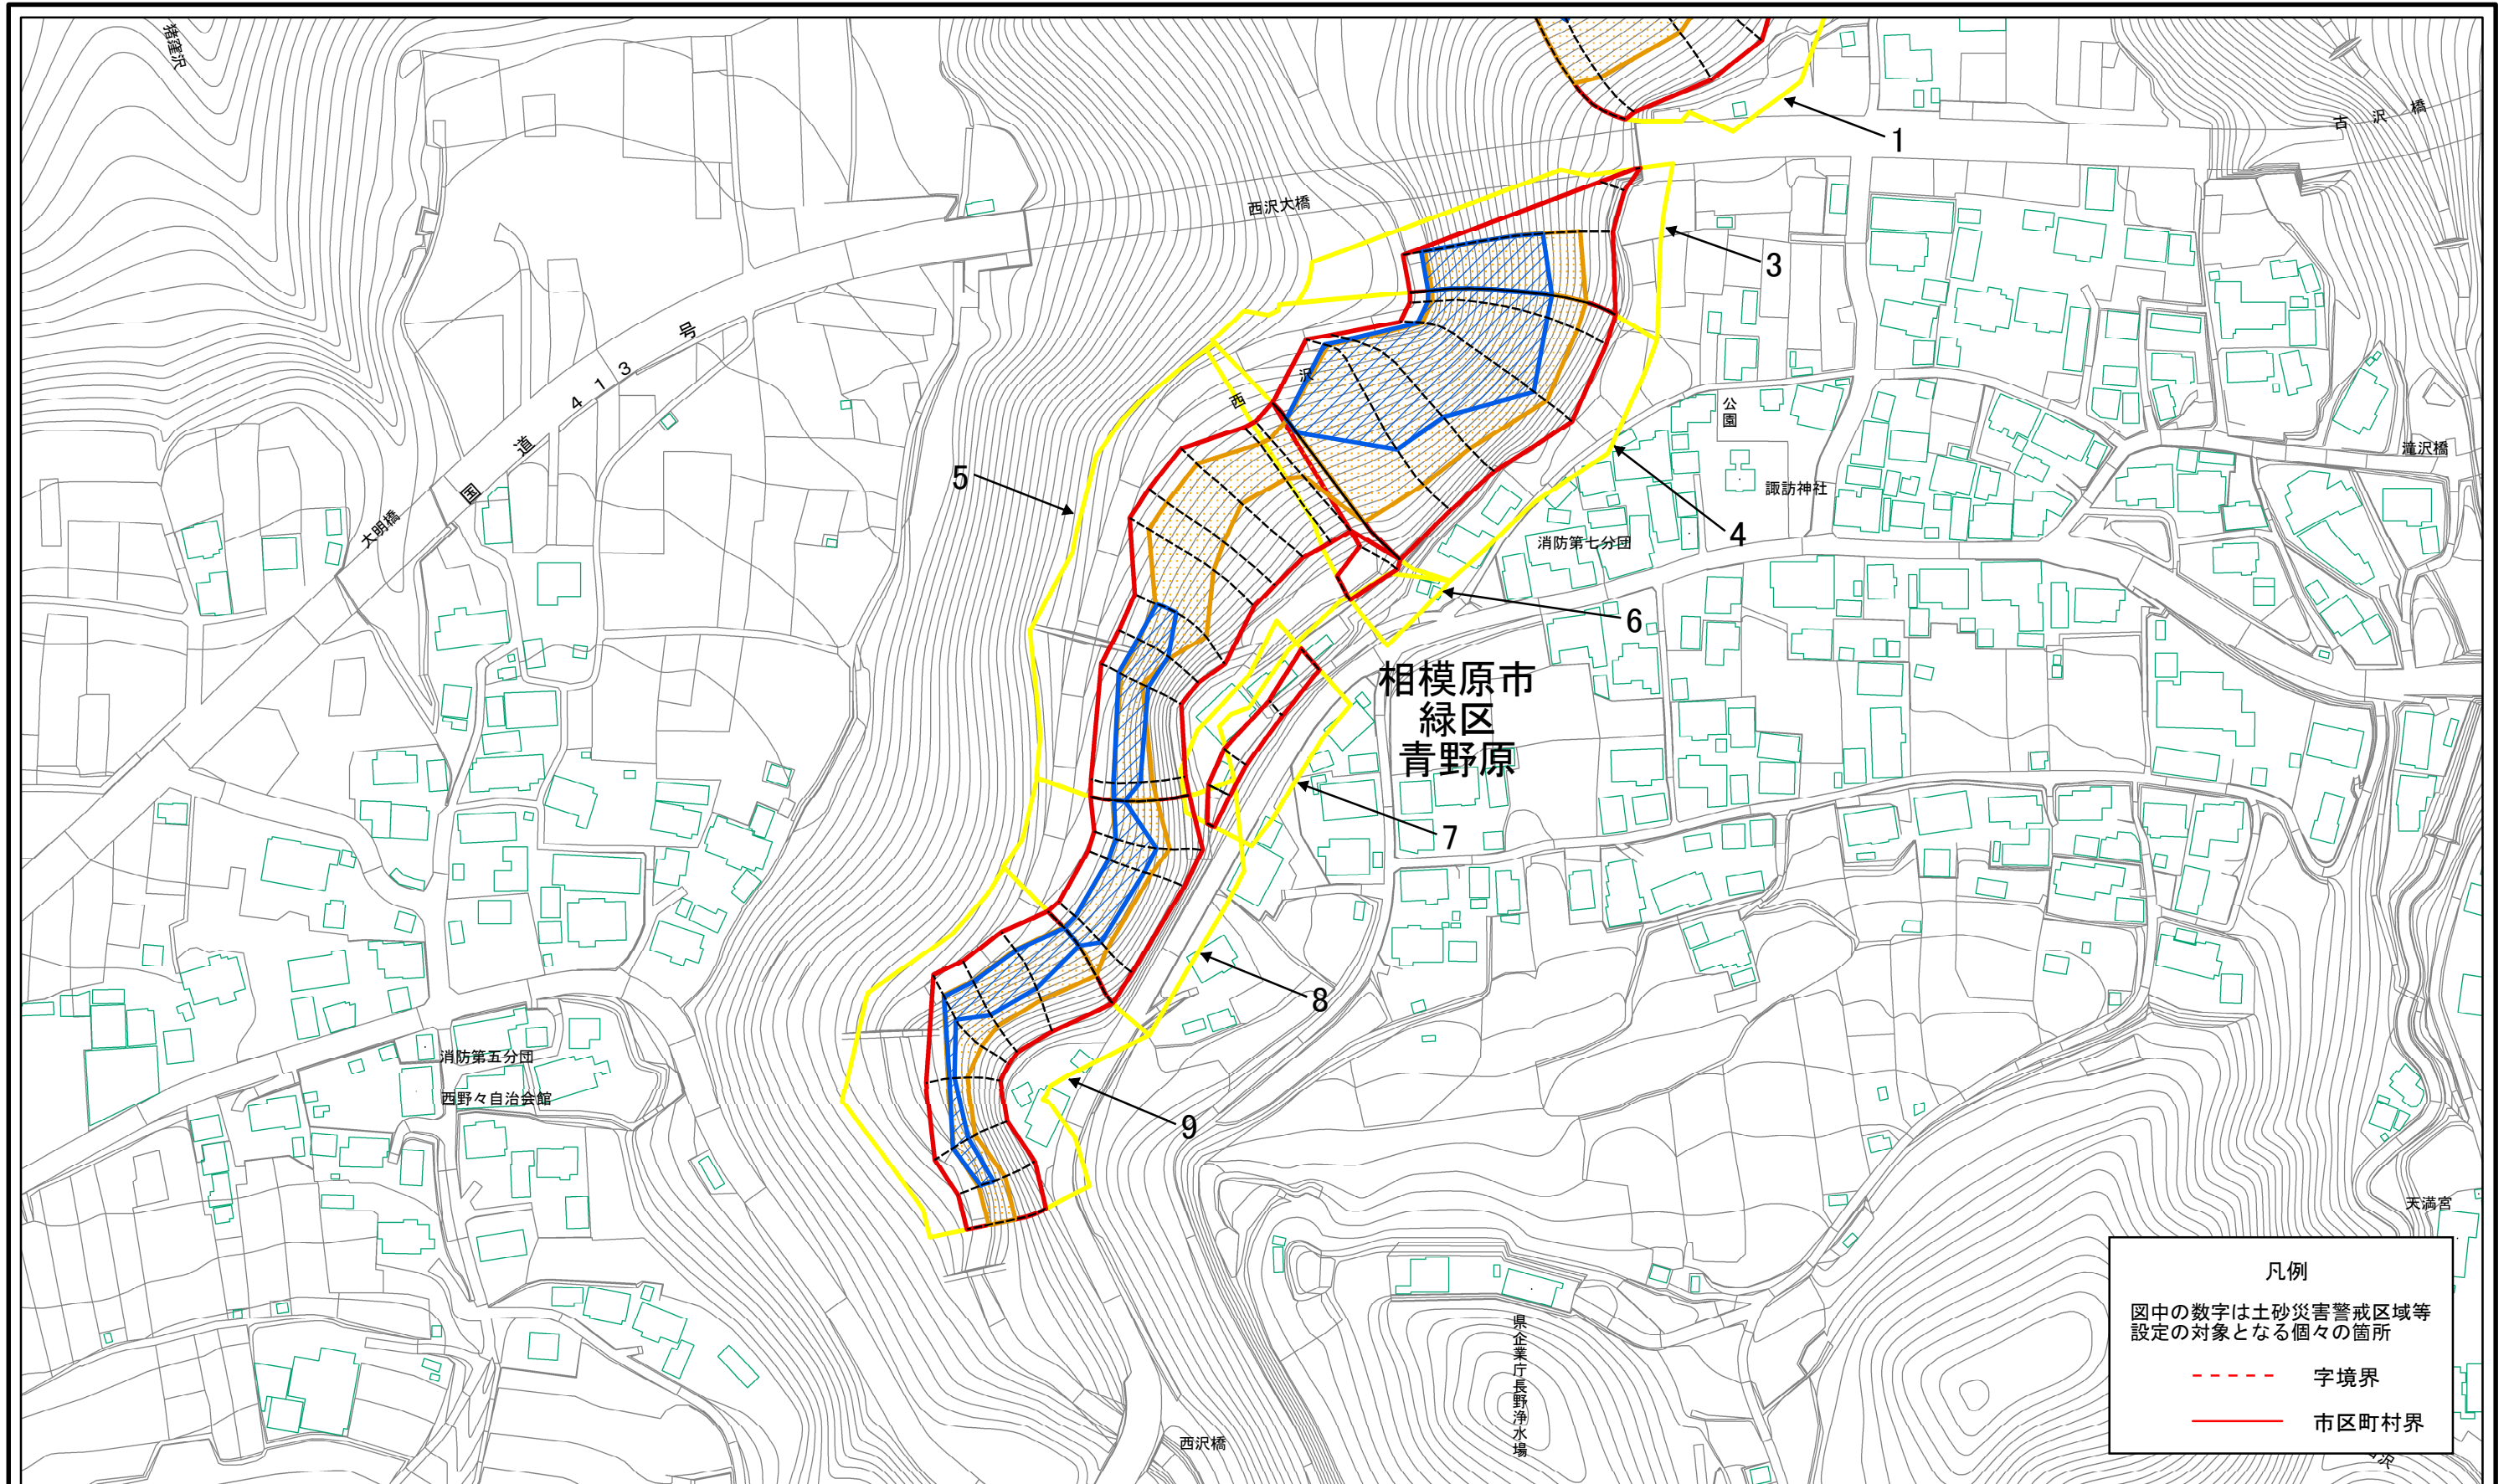 猪窪沢
古沢橋
1
西沢大橋
3
国道413号
西沢
公園
滝沢橋
5
諏訪神社
大明橋
4
消防第七分団
6
相模原市
緑区
青野原
7
8
消防第五分団
西野々自治会館
9
天満宮
県企業庁長野浄水場
西沢橋
凡例
図中の数字は土砂災害警戒区域等
設定の対象となる個々の箇所
字境界
市区町村界
沢